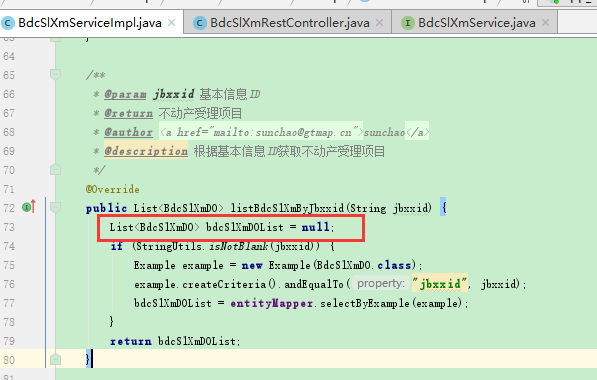 BdcSlXmServiceImpl.java BdcSlXmRestController.java BdcSlXmService.java
64 }
65
66 /**
67 * @param jbxxid 基本信息ID
* @return 不动产受理项目
68 * @author <a href="mailto:sunchao@gtmap.cn">sunchao</a>
69 * @description 根据基本信息ID获取不动产受理项目
70 */
71 @Override
72 public List<BdcSlXmDO> listBdcSlXmByJbxxid(String jbxxid) {
73 List<BdcSlXmDO> bdcSlXmDOList = null;
74 if (StringUtils.isNotBlank(jbxxid)) {
75 Example example = new Example(BdcSlXmDO.class);
76 example.createCriteria().andEqualTo( property: "jbxxid", jbxxid);
77 bdcSlXmDOList = entityMapper.selectByExample(example);
78 }
79 return bdcSlXmDOList;
80 }
81